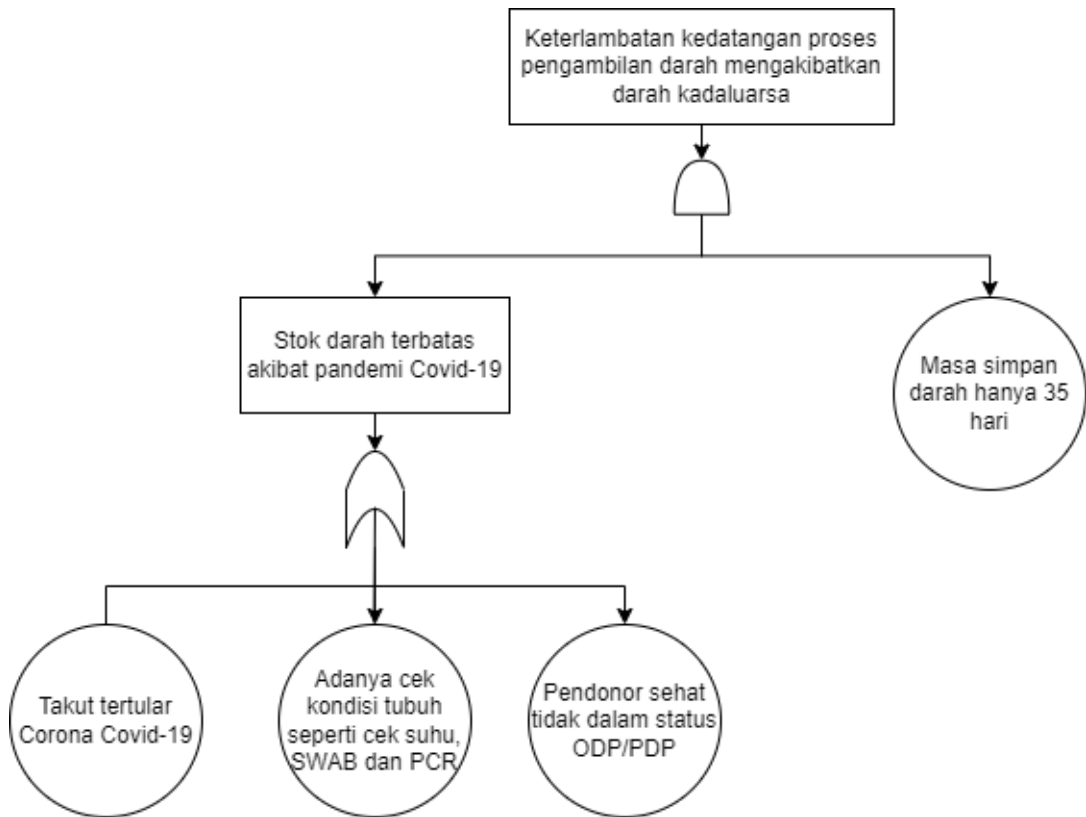 Keterlambatan kedatangan proses
pengambilan darah mengakibatkan
darah kadaluarsa
Stok darah terbatas
akibat pandemi Covid-19
Masa simpan
darah hanya 35
hari
Takut tertular
Corona Covid-19
Adanya cek
kondisi tubuh
seperti cek suhu,
SWAB dan PCR
Pendonor sehat
tidak dalam status
ODP/PDP